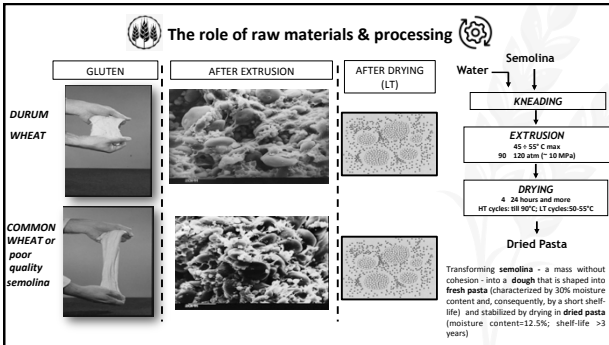 The role of raw materials & processing
GLUTEN
AFTER EXTRUSION
AFTER DRYING
(LT)
DURUM
WHEAT
COMMON
WHEAT or
poor
quality
semolina
Semolina
Water
KNEADING
EXTRUSION
45 ÷ 55° C max
90 120 atm (~ 10 MPa)
DRYING
4 24 hours and more
HT cycles: till 90°C; LT cycles:50-55°C
Dried Pasta
Transforming semolina - a mass without
cohesion - into a dough that is shaped into
fresh pasta (characterized by 30% moisture
content and, consequently, by a short shelf-
life) and stabilized by drying in dried pasta
(moisture content=12.5%; shelf-life >3
years)